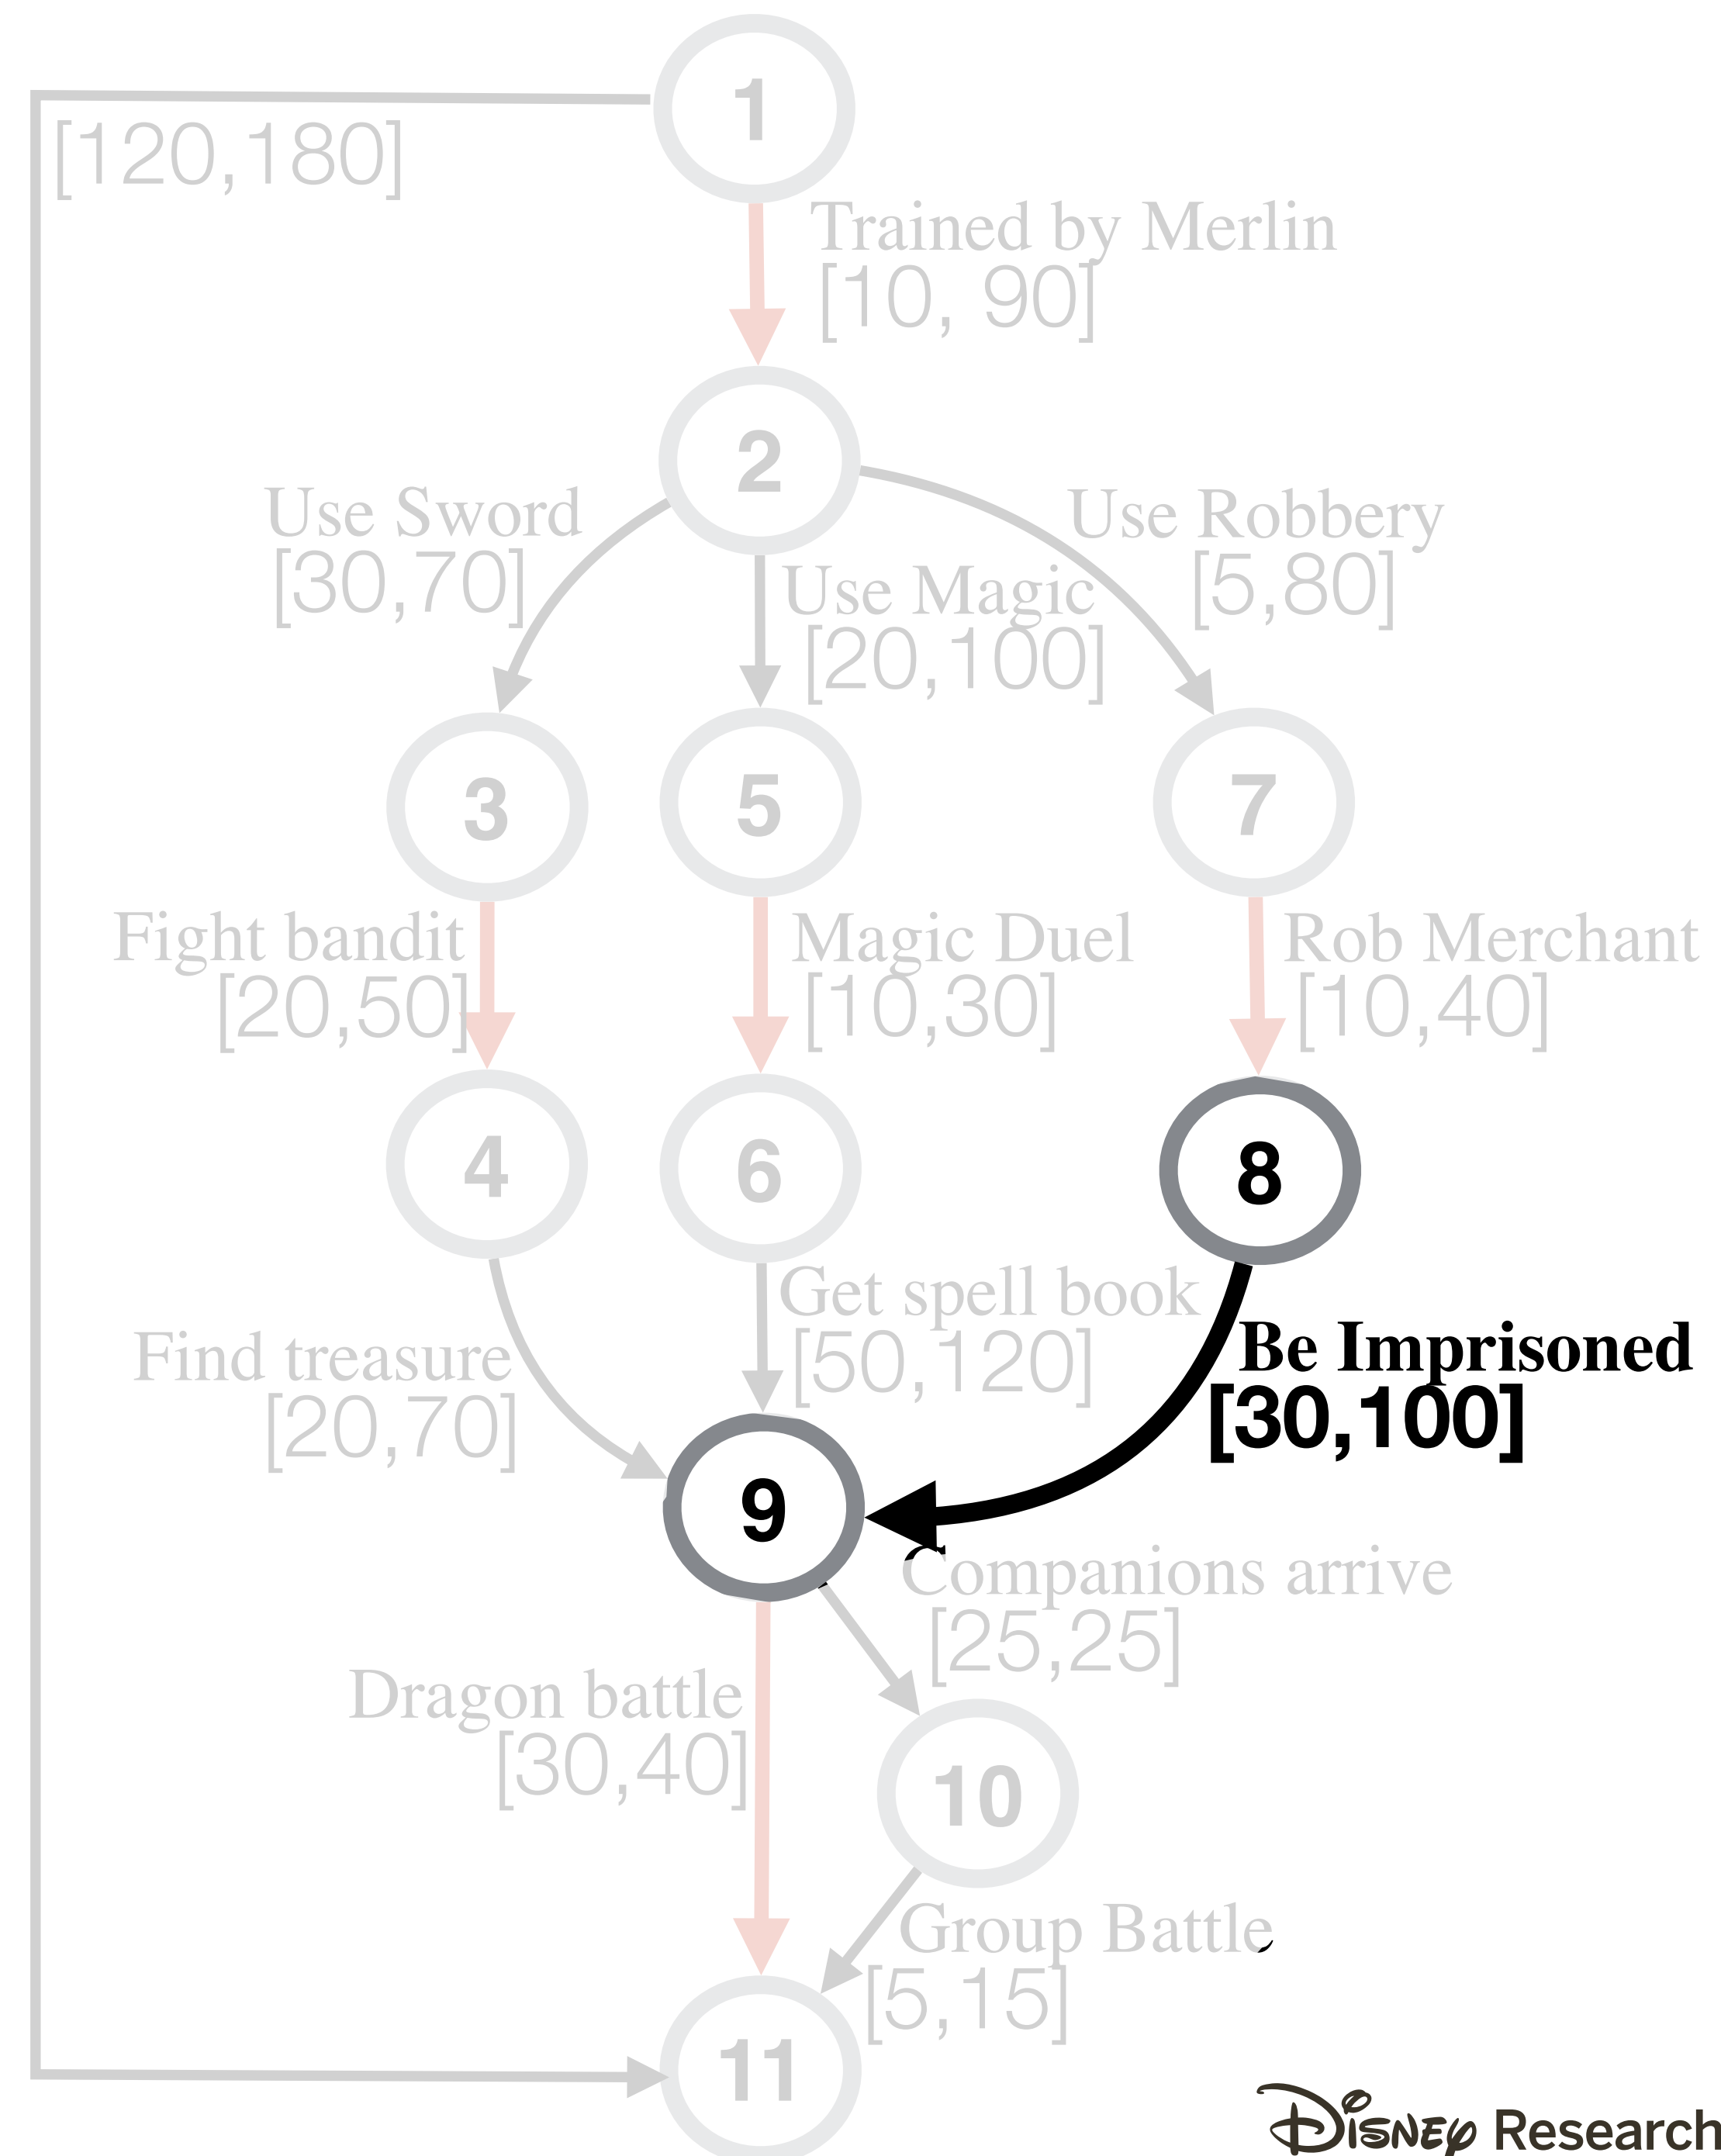 1
[120,180]
Trained by Merlin
[10, 90]
2
Use Sword
[30,70]
Use Robbery
[5,80]
Use Magic
[20,100]
3
5
7
Fight bandit
[20,50]
Magic Duel
[10,30]
Rob Merchant
[10,40]
4
6
8
Get spell book
[50,120]
Find treasure
[20,70]
Be Imprisoned
[30,100]
9
Companions arrive
[25,25]
Dragon battle
[30,40]
10
Group Battle
[5,15]
11
Disney Research